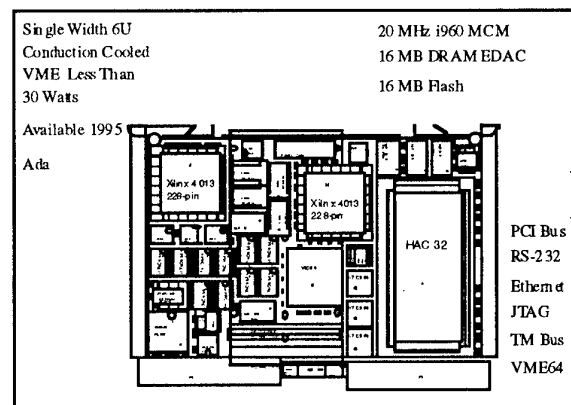 Single Width 6U
Conduction Cooled
VME Less Than
30 Watts
Available 1995
Ada
20 MHz i960 MCM
16 MB DRAM EDAC
16 MB Flash
Xilinx 4013
228-pin
Xilinx 4013
228-pin
HAC 32
PCI Bus
RS-232
Ethernet
JTAG
TM Bus
VME64